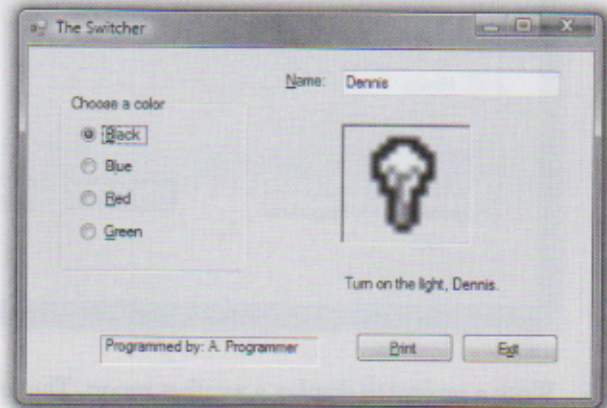 The Switcher
Name: Dennis
Choose a color
Black
Blue
Red
Green
Turn on the light, Dennis.
Programmed by: A. Programmer
Print
Exit